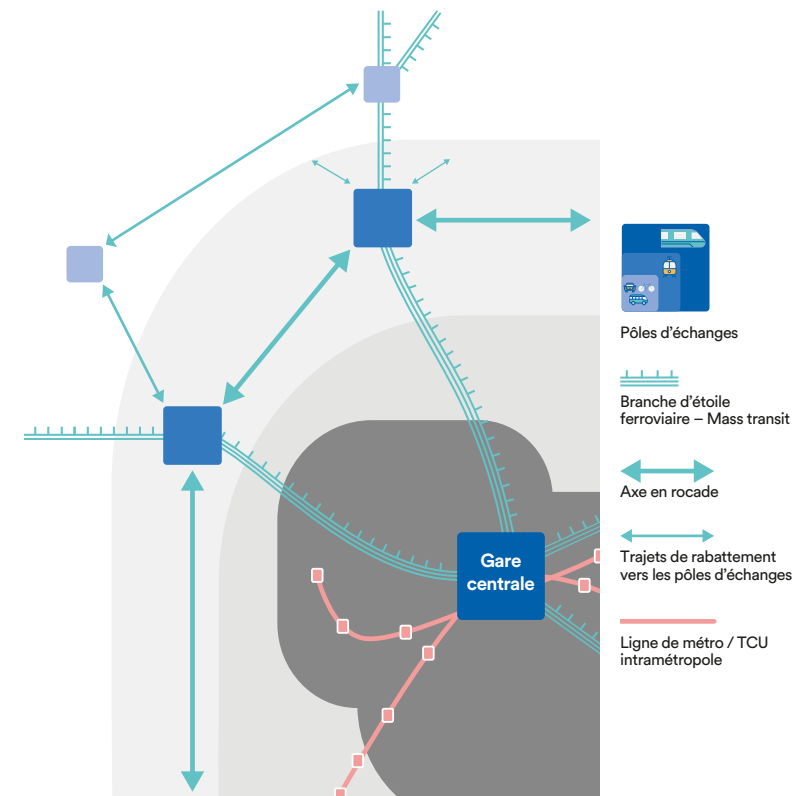 Gare
centrale
Pôles d’échanges
Branche d’étoile
ferroviaire – Mass transit
Axe en rocade
Trajets de rabattement
vers les pôles d’échanges
Ligne de métro / TCU
intramétropole